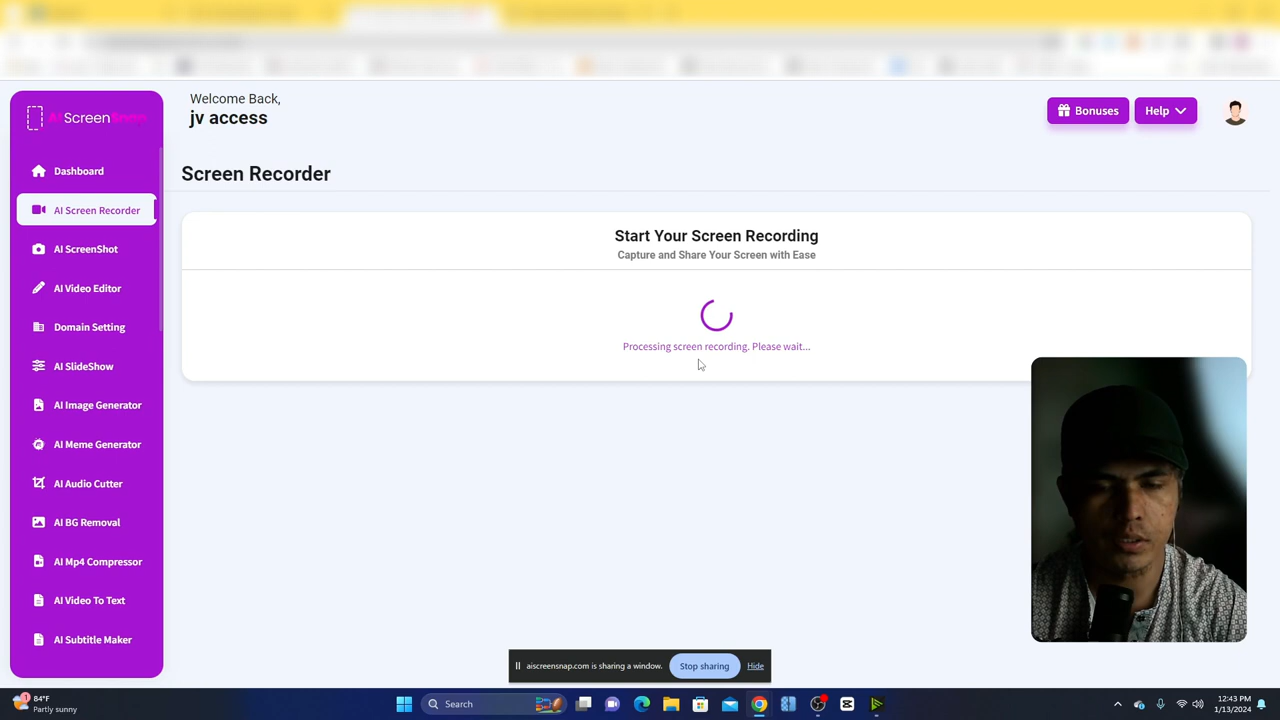 AI ScreenSnap
Welcome Back,
jv access
Bonuses
Help
Dashboard
AI Screen Recorder
AI ScreenShot
AI Video Editor
Domain Setting
AI SlideShow
AI Image Generator
AI Meme Generator
AI Audio Cutter
AI BG Removal
AI Mp4 Compressor
AI Video To Text
AI Subtitle Maker
Screen Recorder
Start Your Screen Recording
Capture and Share Your Screen with Ease
Processing screen recording. Please wait...
aiscreensnap.com is sharing a window.
Stop sharing
Hide
1
84°F
Partly sunny
Search
12:43 PM
1/13/2024